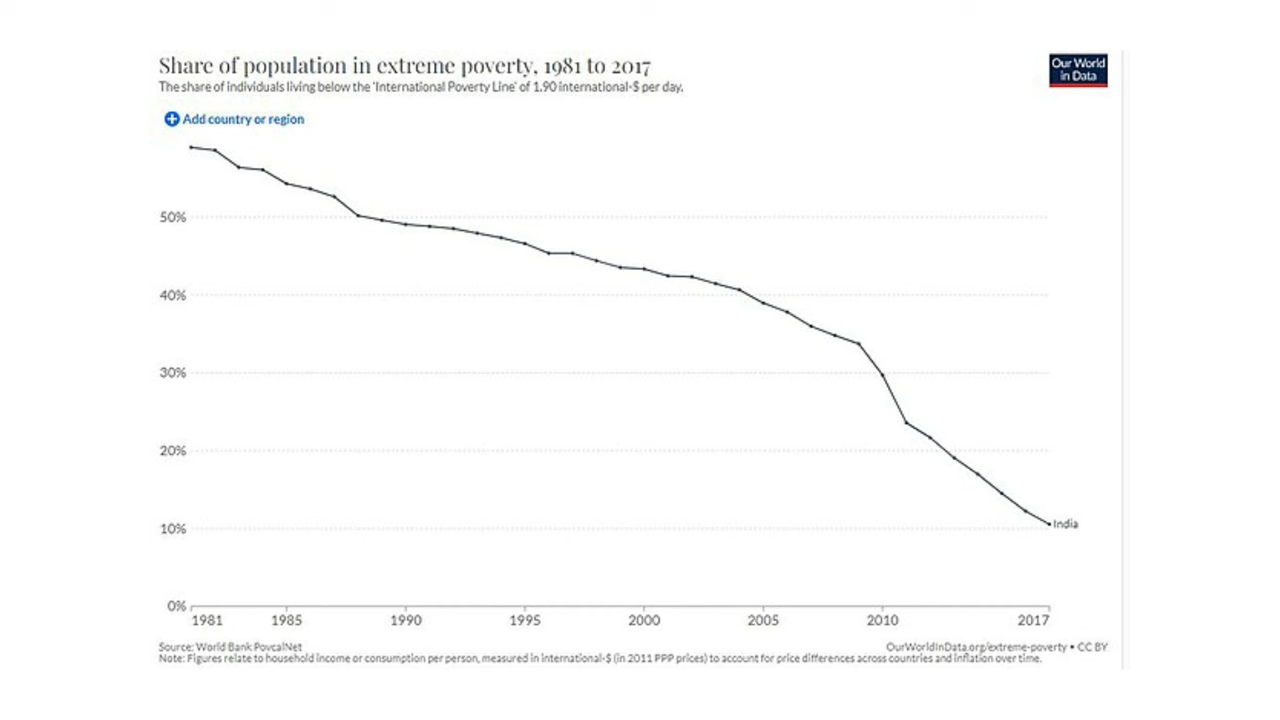 Share of population in extreme poverty, 1981 to 2017
The share of individuals living below the 'International Poverty Line' of 1.90 international-$ per day.
Our World
in Data
Add country or region
50%
40%
30%
20%
10%
India
0%
1981 1985 1990 1995 2000 2005 2010 2017
Source: World Bank PovcalNet
OurWorldInData.org/extreme-poverty • CC BY
Note: Figures relate to household income or consumption per person, measured in international-$ (in 2011 PPP prices) to account for price differences across countries and inflation over time.